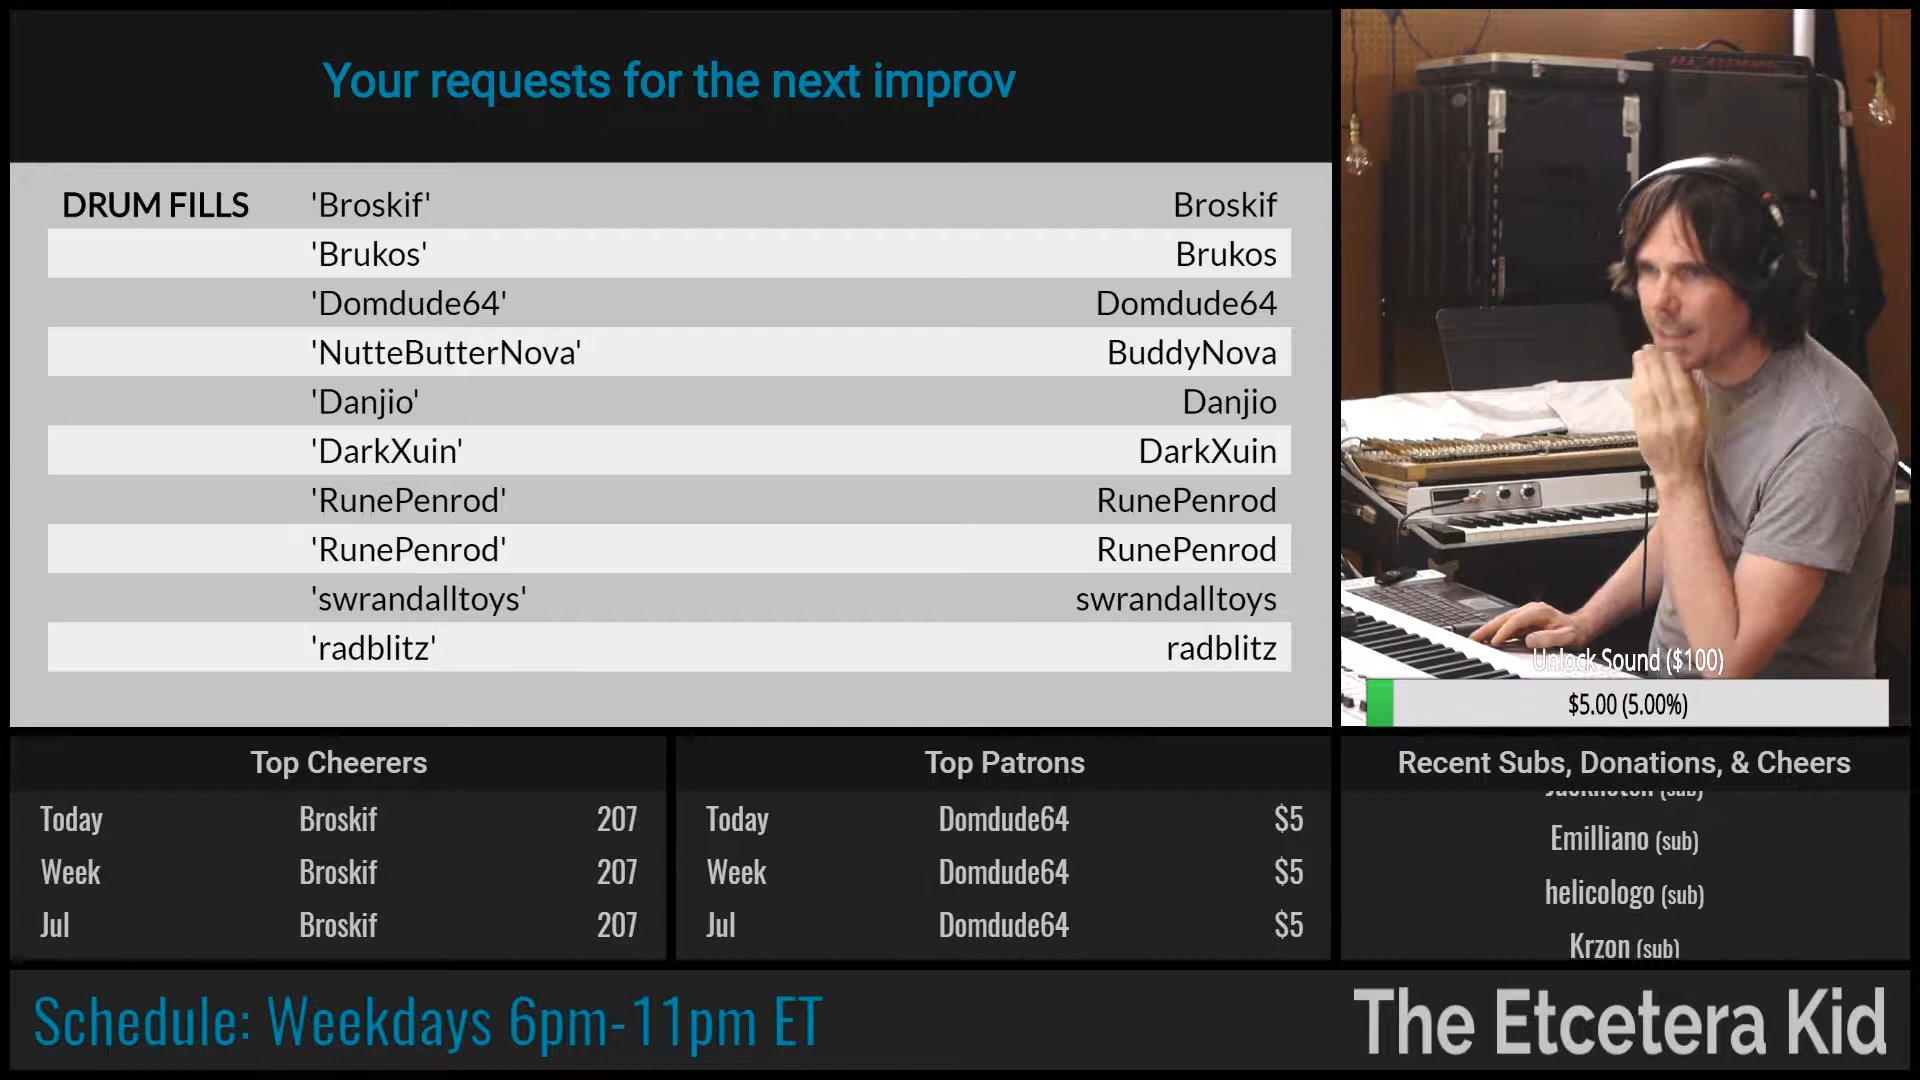 Your requests for the next improv
DRUM FILLS 'Broskif' Broskif
'Brukos' Brukos
'Domdude64' Domdude64
'NutteButterNova' BuddyNova
'Danjio' Danjio
'DarkXuin' DarkXuin
'RunePenrod' RunePenrod
'RunePenrod' RunePenrod
'swrandalltoys' swrandalltoys
'radblitz' radblitz
Unlock Sound ($100)
$5.00 (5.00%)
Top Cheerers
Today Broskif 207
Week Broskif 207
Jul Broskif 207
Top Patrons
Today Domdude64 $5
Week Domdude64 $5
Jul Domdude64 $5
Recent Subs, Donations, & Cheers
(sub)
Emilliano (sub)
helicologo (sub)
Krzon (sub)
Schedule: Weekdays 6pm-11pm ET
The Etcetera Kid